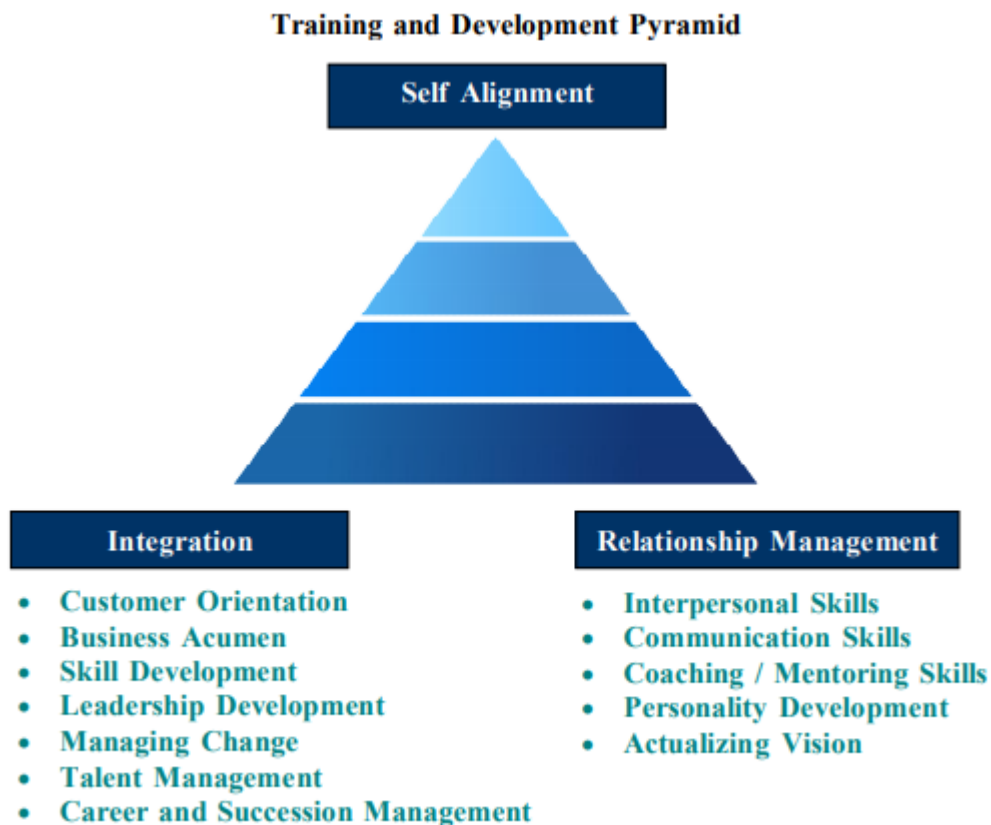 Training and Development Pyramid
Self Alignment
Integration
• Customer Orientation
• Business Acumen
• Skill Development
• Leadership Development
• Managing Change
• Talent Management
• Career and Succession Management
Relationship Management
• Interpersonal Skills
• Communication Skills
• Coaching / Mentoring Skills
• Personality Development
• Actualizing Vision